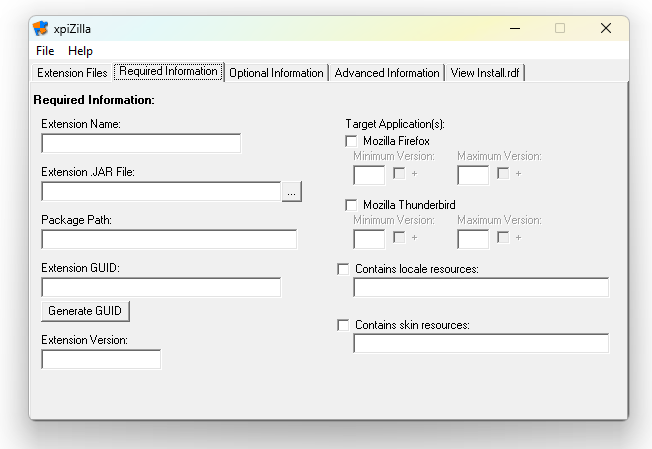 xpiZilla
File Help
Extension Files Required Information Optional Information Advanced Information View Install.rdf
Required Information:
Extension Name:
Extension .JAR File:
...
Package Path:
Extension GUID:
Generate GUID
Extension Version:
Target Application(s):
Mozilla Firefox
Minimum Version: Maximum Version:
+ +
Mozilla Thunderbird
Minimum Version: Maximum Version:
+ +
Contains locale resources:
Contains skin resources: